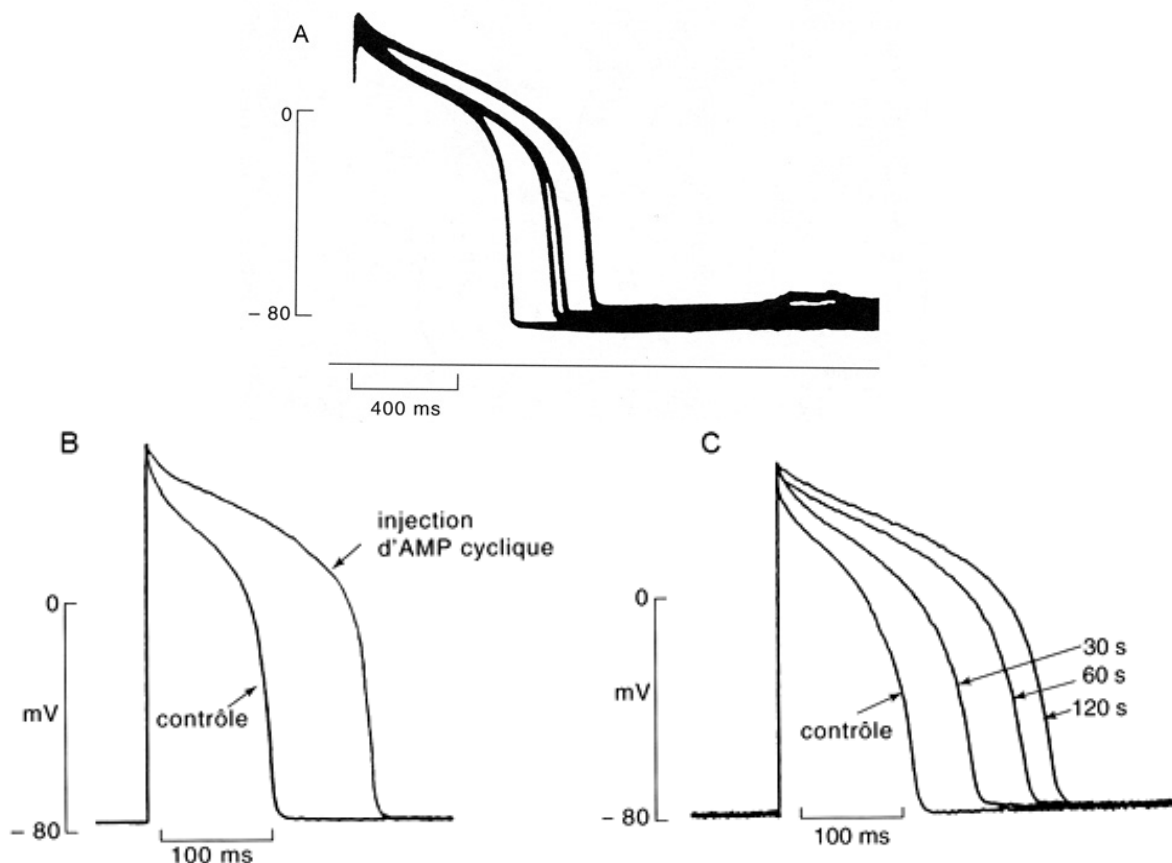 A
0
– 80
400 ms
B
injection
d'AMP cyclique
0
contrôle
mV
– 80
100 ms
C
0
30 s
60 s
120 s
mV
contrôle
– 80
100 ms